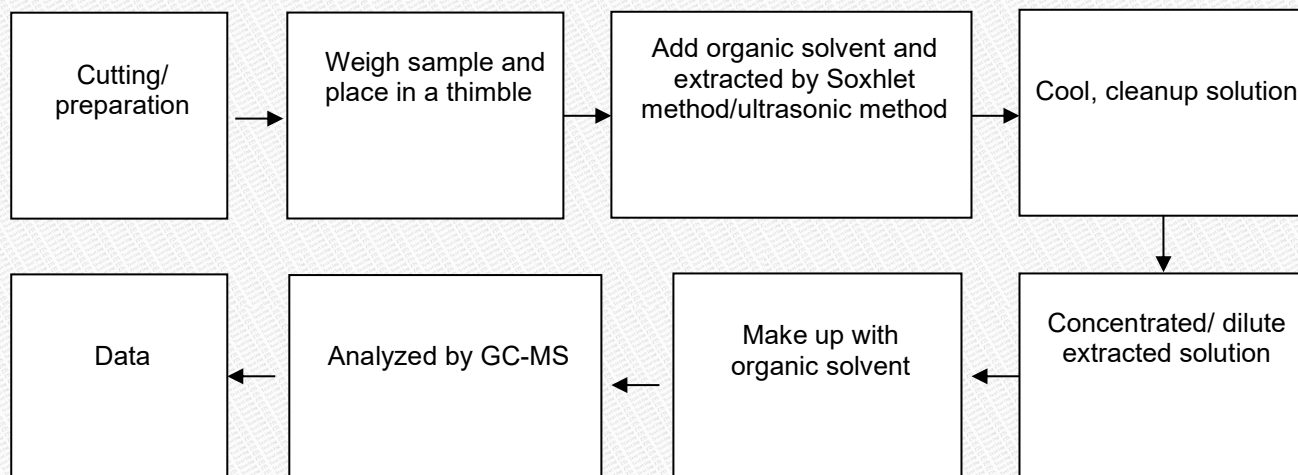 Cutting/
preparation
Weigh sample and
place in a thimble
Add organic solvent and
extracted by Soxhlet
method/ultrasonic method
Cool, cleanup solution
Concentrated/ dilute
extracted solution
Make up with
organic solvent
Analyzed by GC-MS
Data